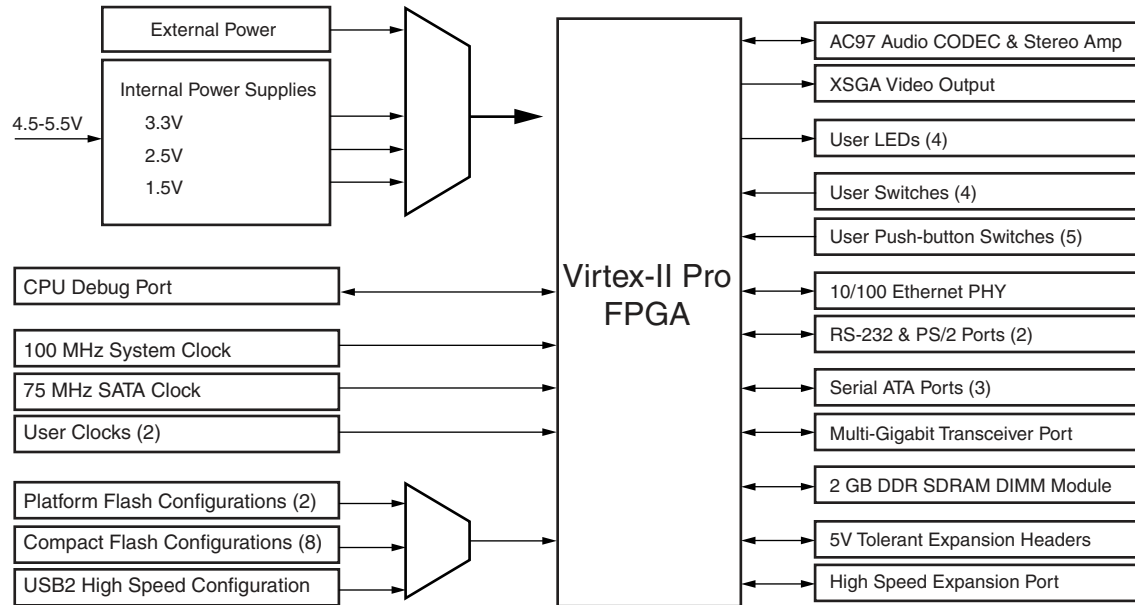 External Power
Internal Power Supplies
4.5-5.5V
3.3V
2.5V
1.5V
CPU Debug Port
100 MHz System Clock
75 MHz SATA Clock
User Clocks (2)
Platform Flash Configurations (2)
Compact Flash Configurations (8)
USB2 High Speed Configuration
Virtex-II Pro
FPGA
AC97 Audio CODEC & Stereo Amp
XSGA Video Output
User LEDs (4)
User Switches (4)
User Push-button Switches (5)
10/100 Ethernet PHY
RS-232 & PS/2 Ports (2)
Serial ATA Ports (3)
Multi-Gigabit Transceiver Port
2 GB DDR SDRAM DIMM Module
5V Tolerant Expansion Headers
High Speed Expansion Port